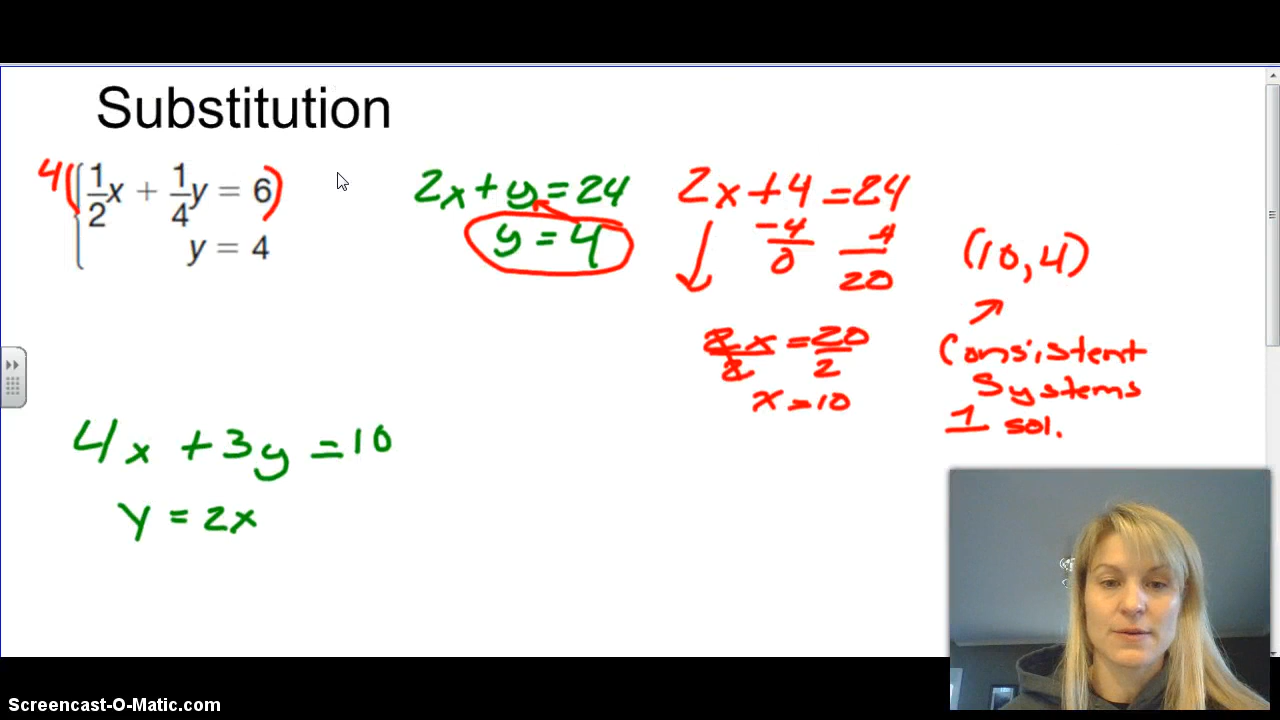 Substitution
4(1/2x + 1/4y = 6)
y = 4
2x+y=24
y=4
2x+4=24
-4 -4
0 20
2x = 20
2 2
x=10
(10,4)
Consistent
Systems
1 sol.
4x +3y =10
y = 2x
Screencast-O-Matic.com